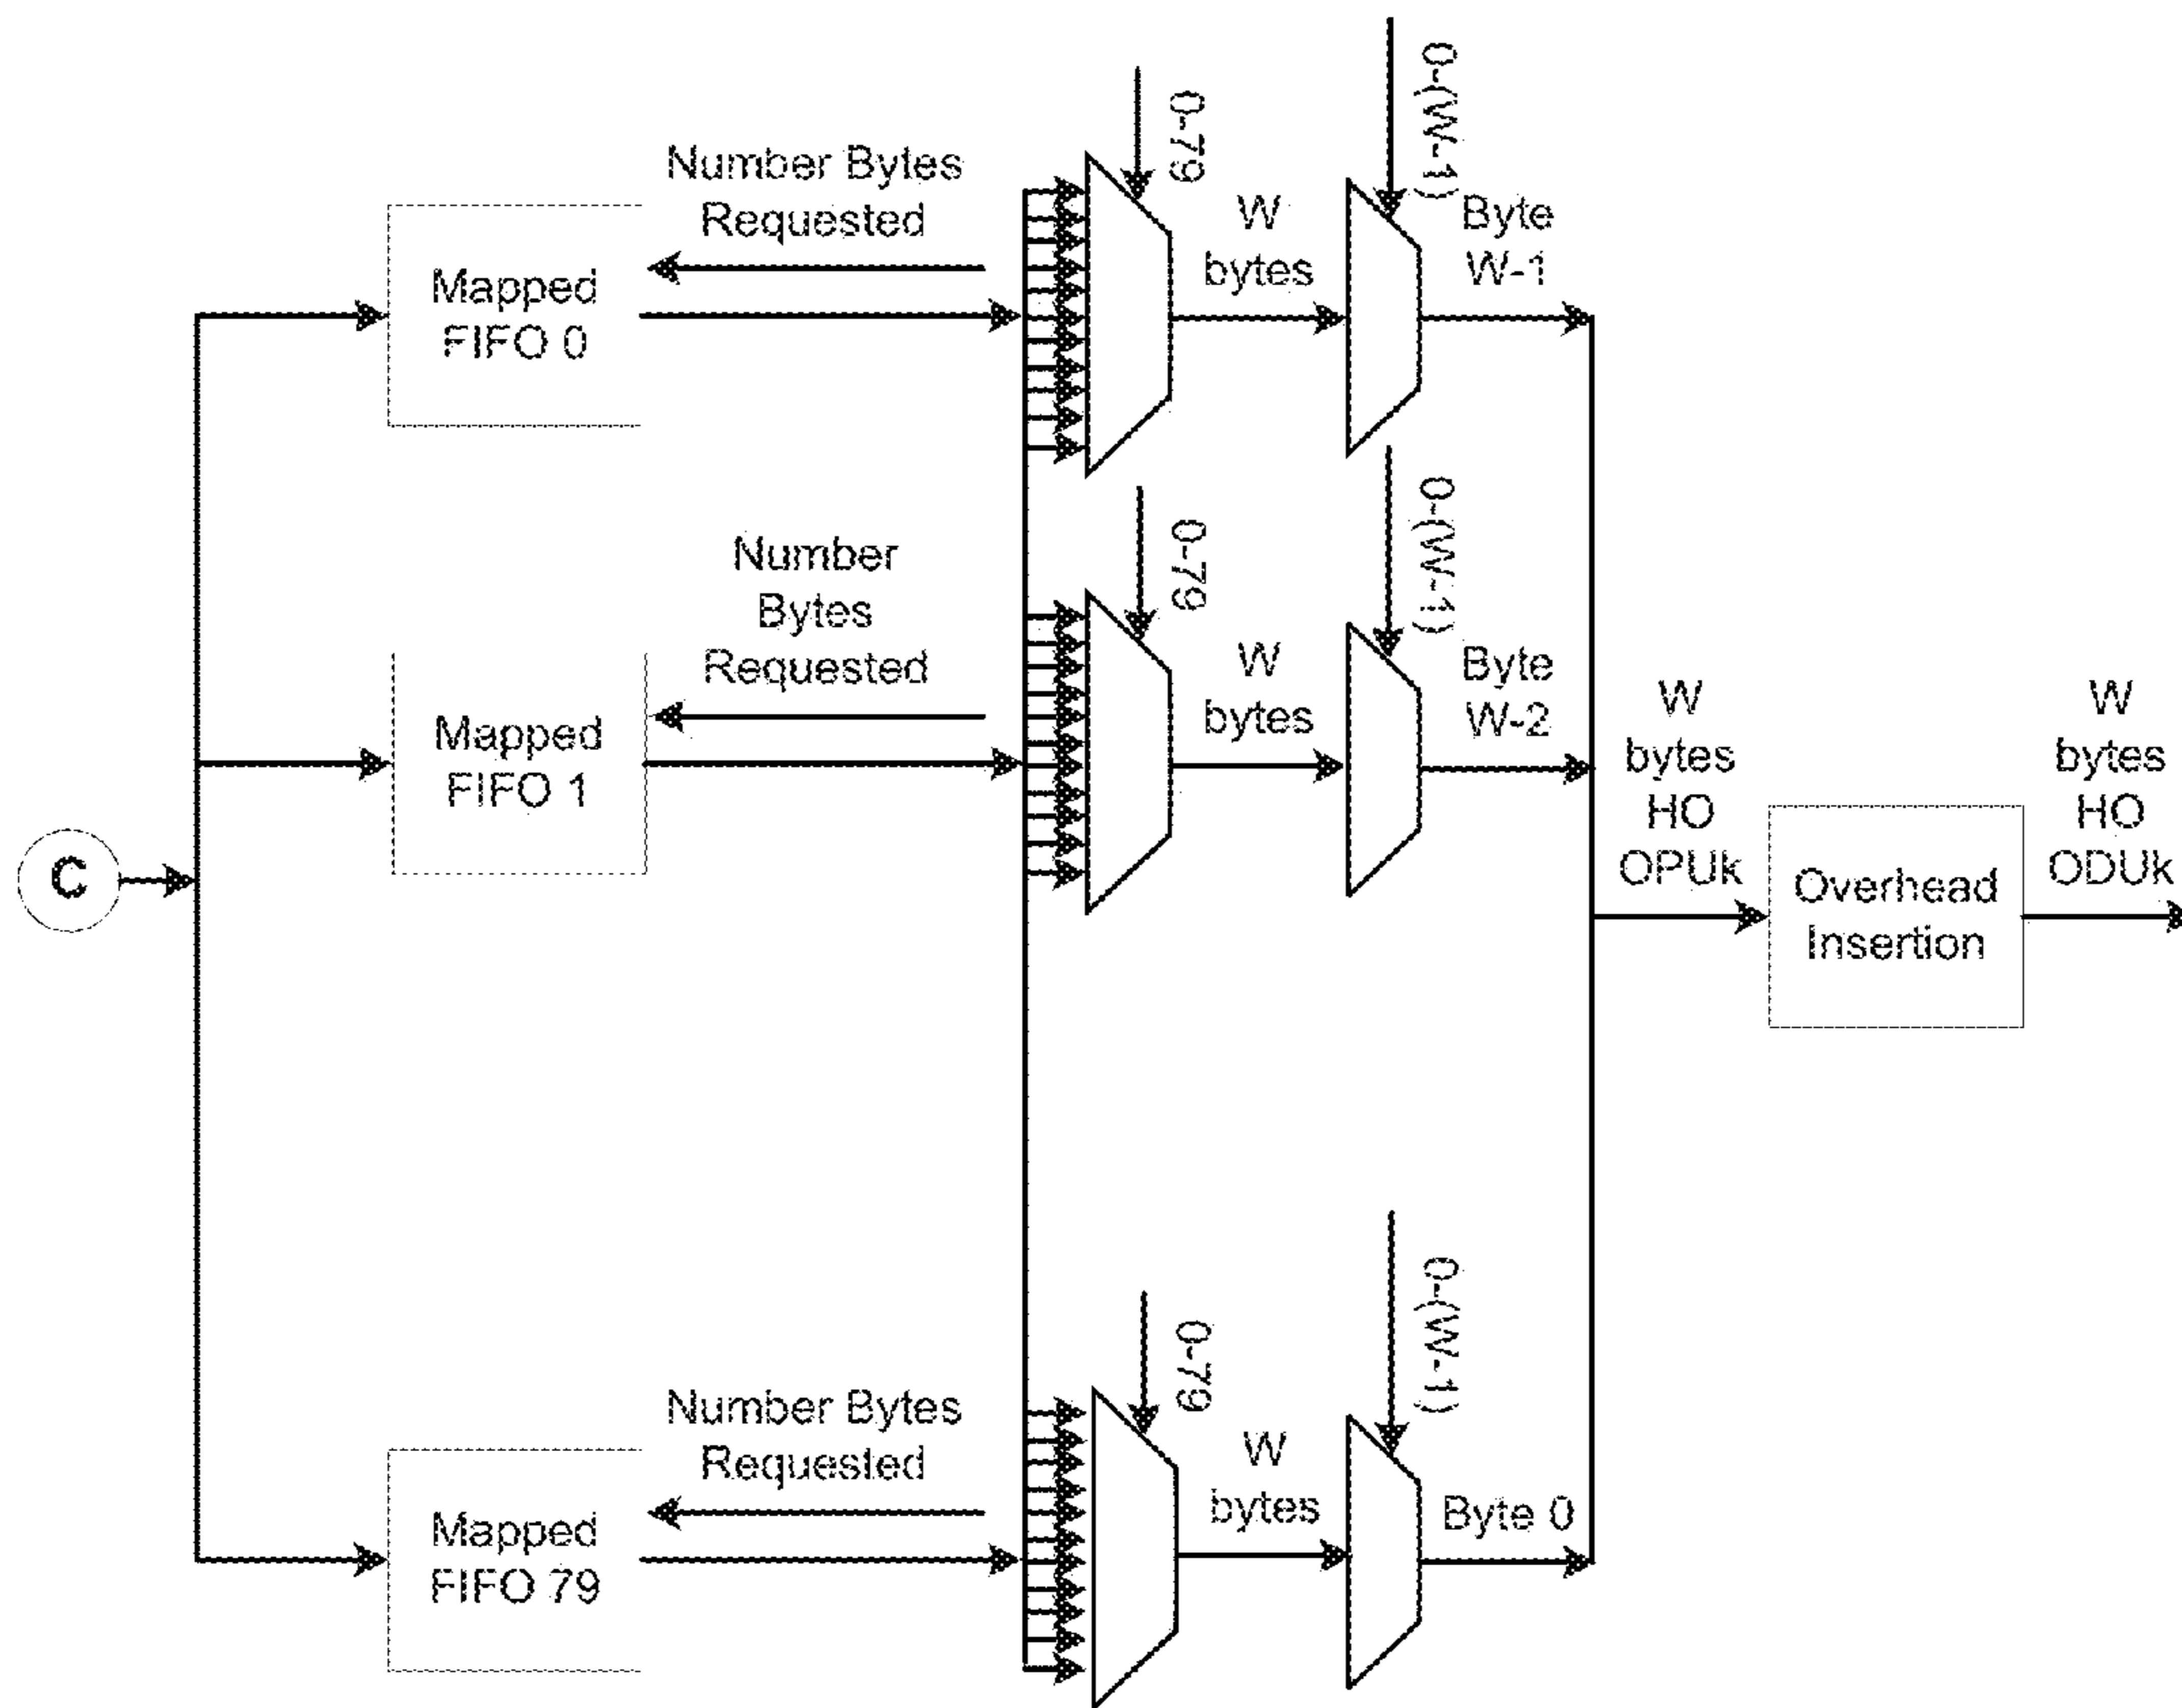 0-79
0-(W-1)
Number Bytes
Requested
Mapped
FIFO 0
W
bytes
Byte
W-1
Number
Bytes
Requested
0-79
0-(W-1)
Mapped
FIFO 1
W
bytes
Byte
W-2
W
bytes
HO
OPUk
W
bytes
HO
ODUk
C
Overhead
Insertion
0-79
0-(W-1)
Number Bytes
Requested
Mapped
FIFO 79
W
bytes
Byte 0